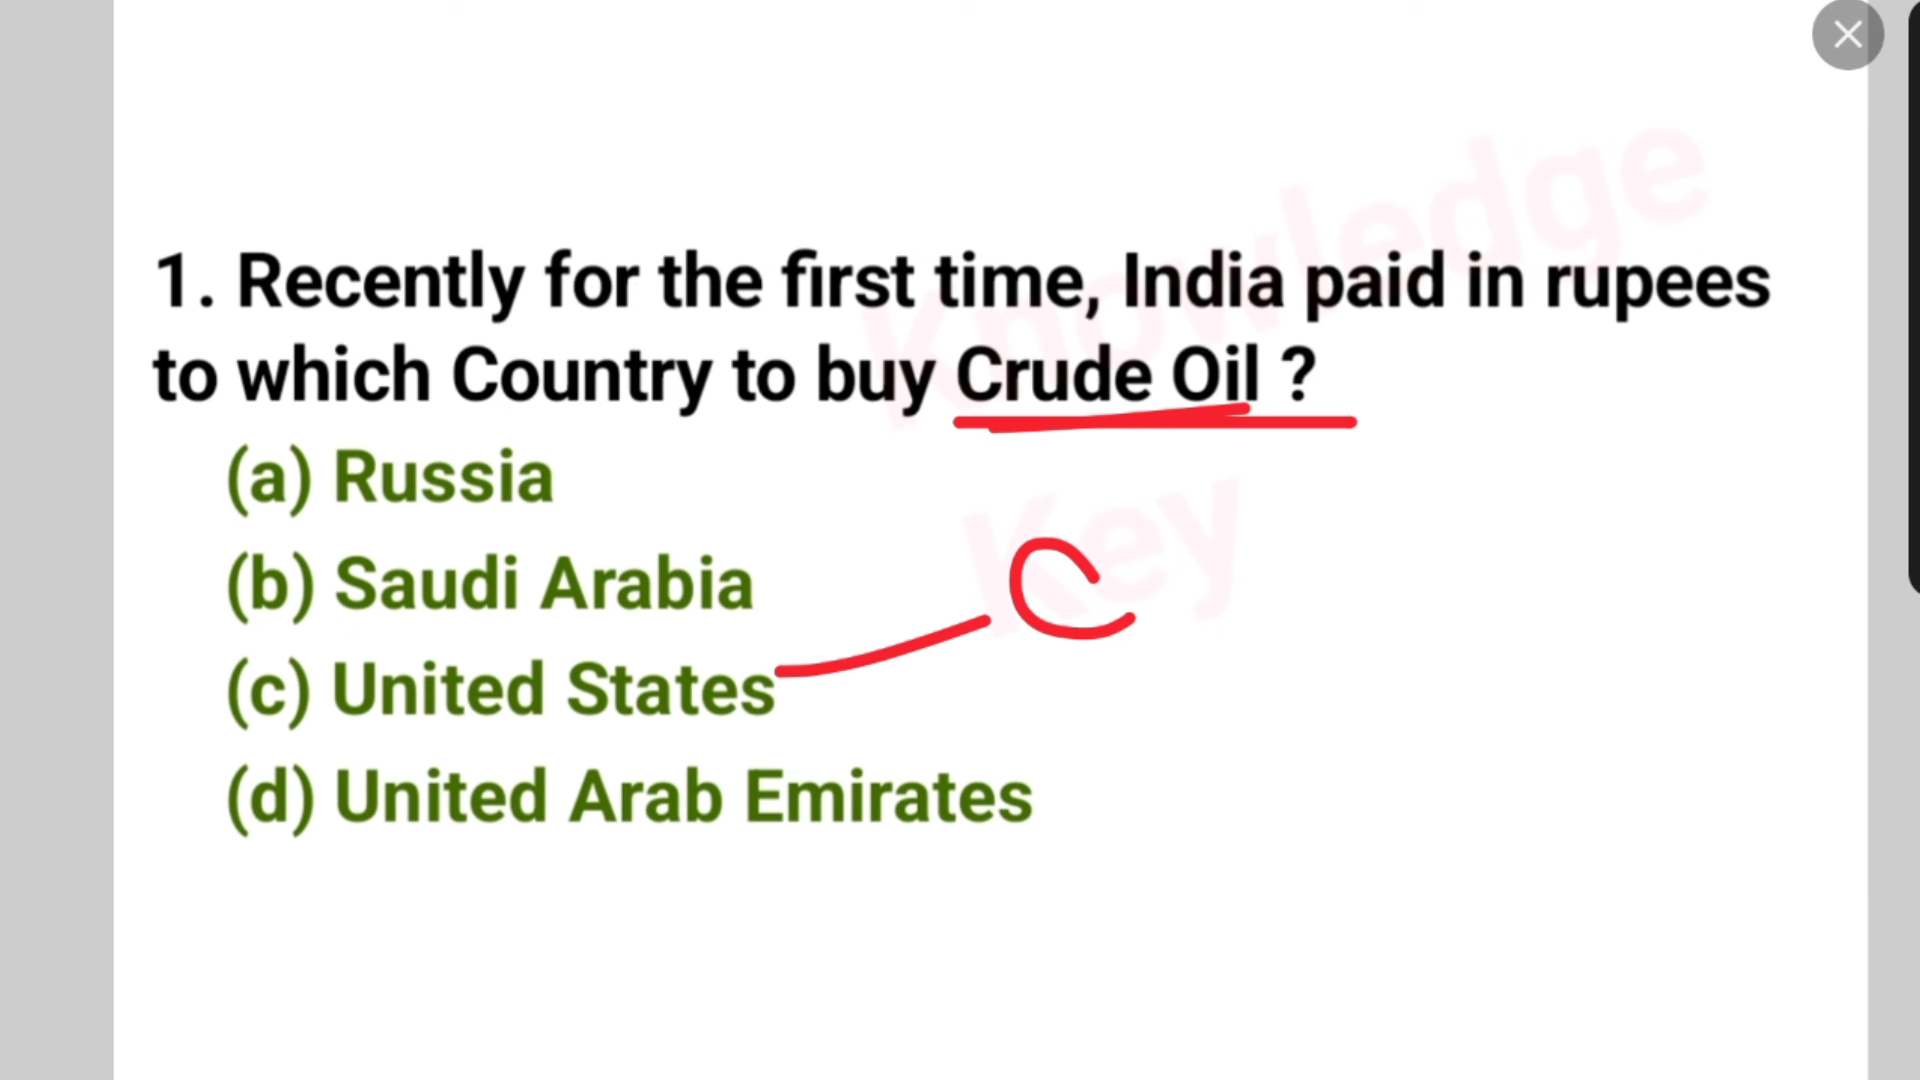 Knowledge
1. Recently for the first time, India paid in rupees
to which Country to buy Crude Oil ?
Key
(a) Russia
(b) Saudi Arabia
C
(c) United States
(d) United Arab Emirates